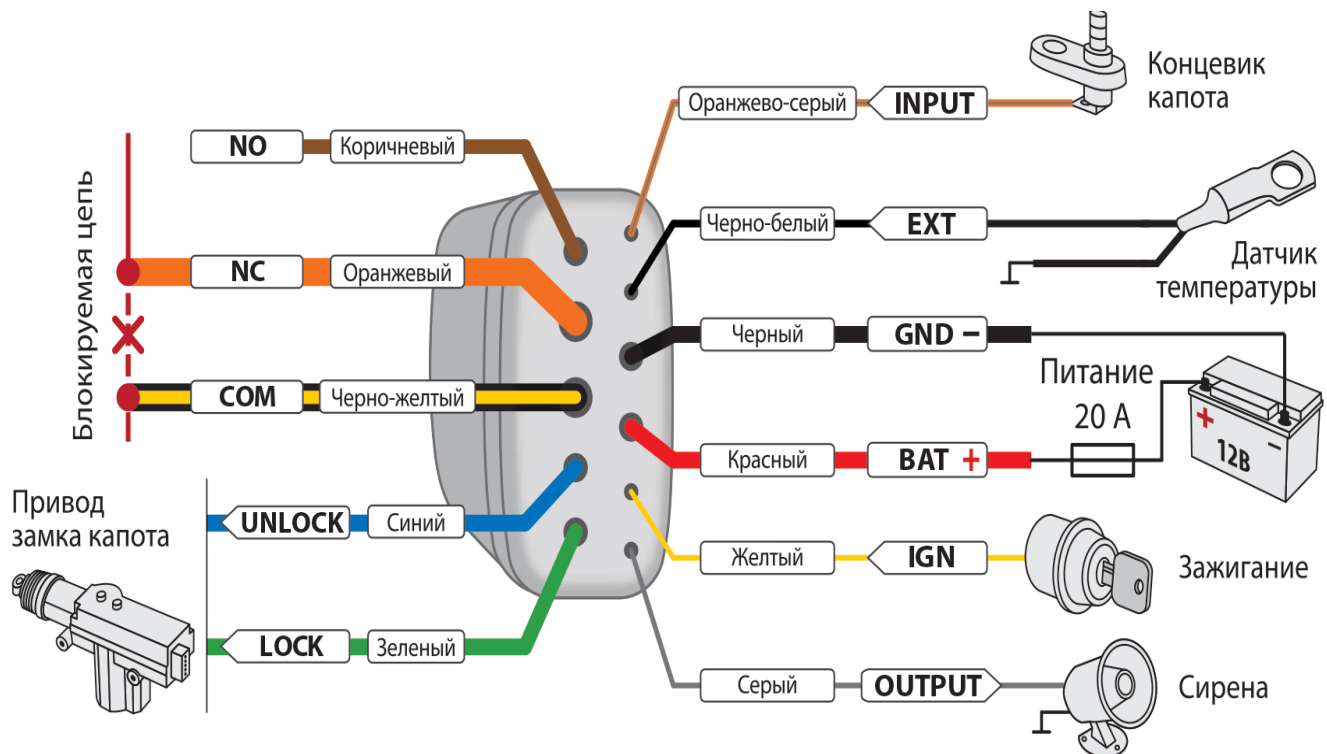 Блокируемая цепь
NO
Коричневый
NC
Оранжевый
COM
Черно-желтый
Привод
замка капота
UNLOCK
Синий
LOCK
Зеленый
Оранжево-серый
INPUT
Концевик
капота
Черно-белый
EXT
Датчик
температуры
Черный
GND −
Питание
20 А
Красный
BAT +
+
−
12В
Желтый
IGN
Зажигание
Серый
OUTPUT
Сирена